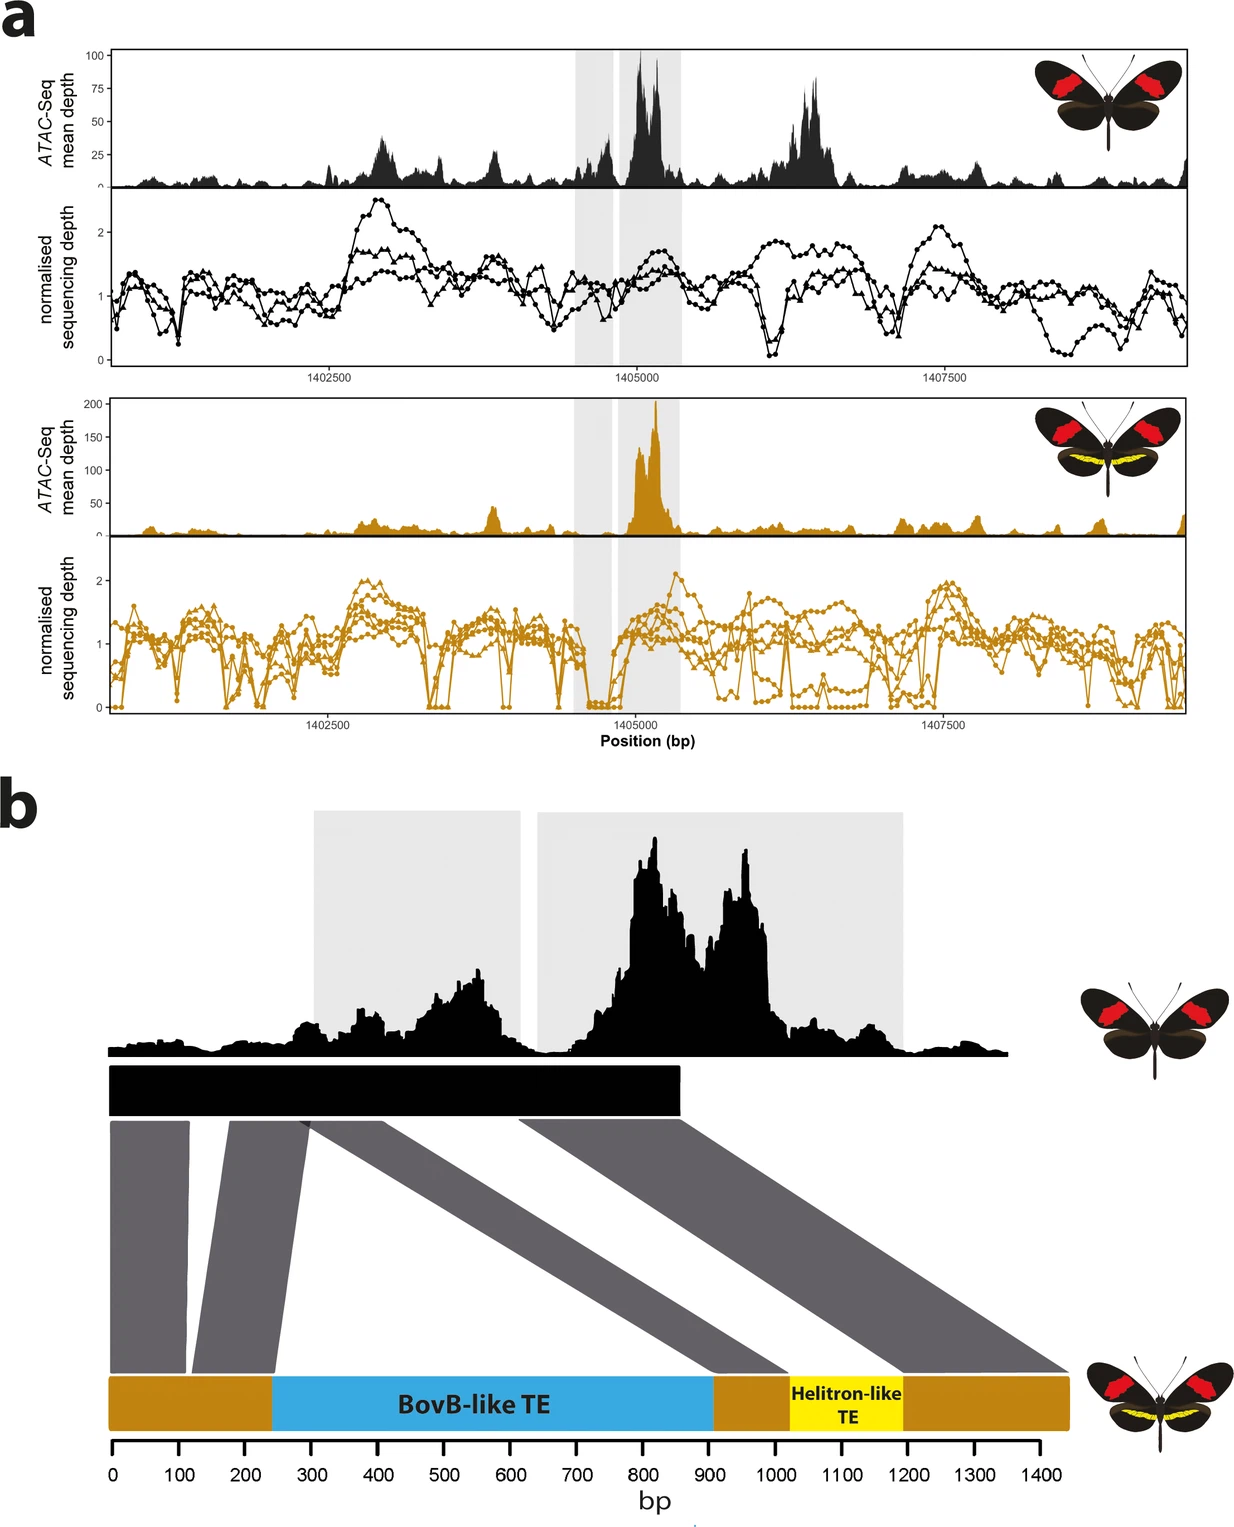 a
ATAC-Seq
mean depth
100
75
50
25
0
normalised
sequencing depth
2
1
0
1402500 1405000 1407500
ATAC-Seq
mean depth
200
150
100
50
0
normalised
sequencing depth
2
1
0
1402500 1405000 1407500
Position (bp)
b
BovB-like TE
Helitron-like
TE
0 100 200 300 400 500 600 700 800 900 1000 1100 1200 1300 1400
bp